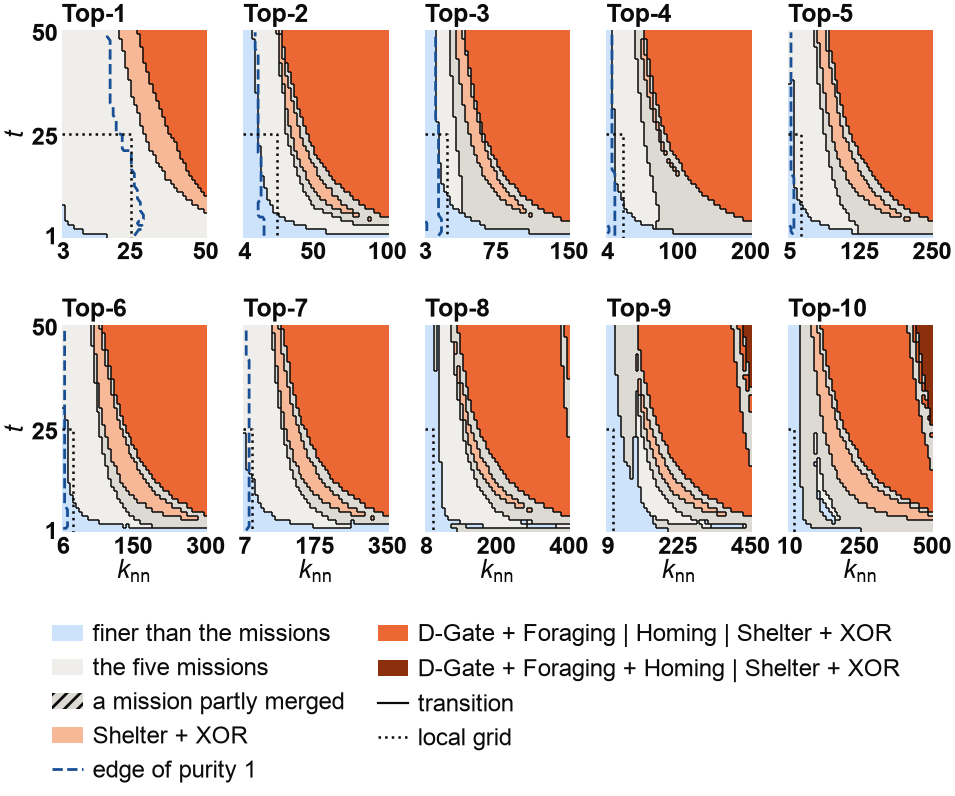 Top-1 Top-2 Top-3 Top-4 Top-5
50
t
25
1
3 25 50 4 50 100 3 75 150 4 100 200 5 125 250
Top-6 Top-7 Top-8 Top-9 Top-10
50
t
25
1
6 150 300 7 175 350 8 200 400 9 225 450 10 250 500
knn knn knn knn knn
finer than the missions
the five missions
a mission partly merged
Shelter + XOR
edge of purity 1
D-Gate + Foraging | Homing | Shelter + XOR
D-Gate + Foraging + Homing | Shelter + XOR
transition
local grid